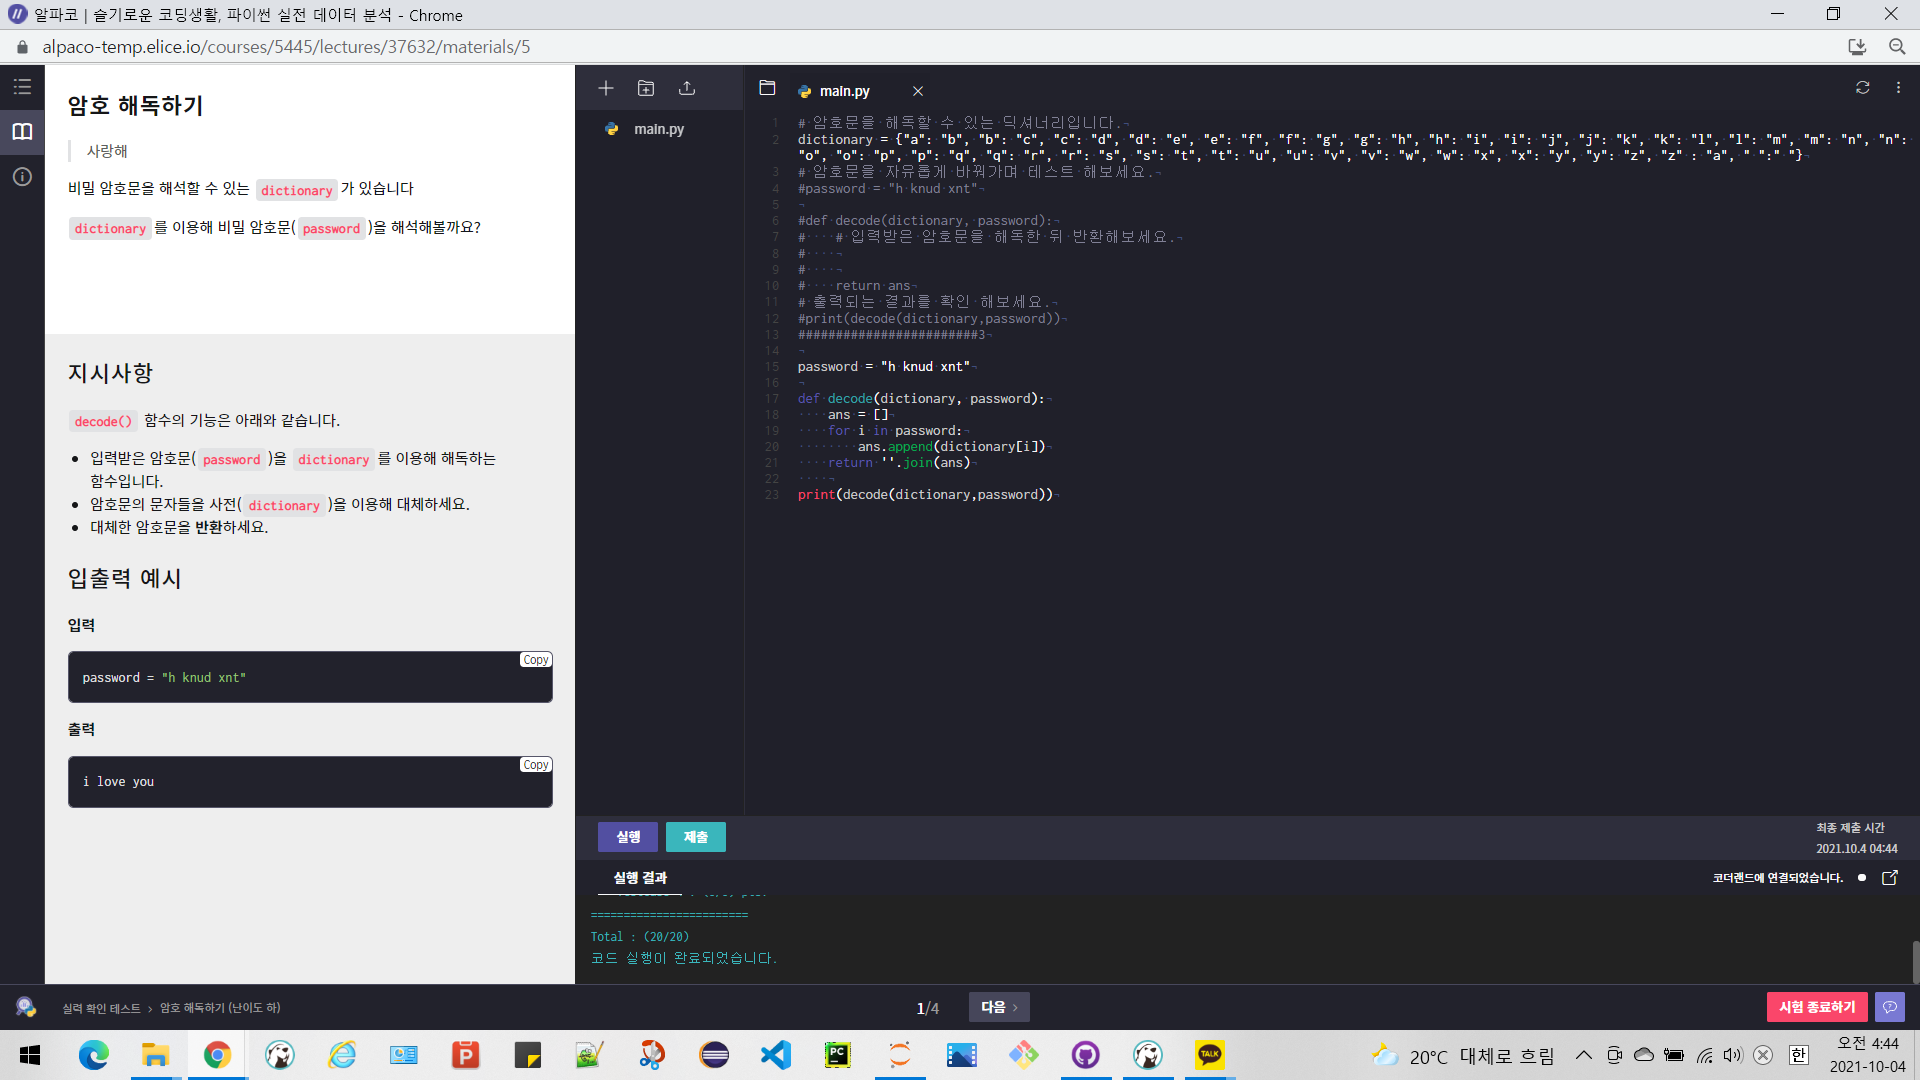 알파코 | 슬기로운 코딩생활, 파이썬 실전 데이터 분석 - Chrome
alpaco-temp.elice.io/courses/5445/lectures/37632/materials/5
암호 해독하기
사랑해
비밀 암호문을 해석할 수 있는 dictionary 가 있습니다
dictionary 를 이용해 비밀 암호문( password )을 해석해볼까요?
지시사항
decode() 함수의 기능은 아래와 같습니다.
• 입력받은 암호문( password )을 dictionary 를 이용해 해독하는
함수입니다.
• 암호문의 문자들을 사전( dictionary )을 이용해 대체하세요.
• 대체한 암호문을 반환하세요.
입출력 예시
입력
Copy
password = "h knud xnt"
출력
Copy
i love you
main.py
main.py
1 # 암호문을 해독할 수 있는 딕셔너리입니다.
2 dictionary = {"a": "b", "b": "c", "c": "d", "d": "e", "e": "f", "f": "g", "g": "h", "h": "i", "i": "j", "j": "k", "k": "l", "l": "m", "m": "n", "n":
"o", "o": "p", "p": "q", "q": "r", "r": "s", "s": "t", "t": "u", "u": "v", "v": "w", "w": "x", "x": "y", "y": "z", "z" : "a", " ":" "}
3 # 암호문을 자유롭게 바꿔가며 테스트 해보세요.
4 #password = "h knud xnt"
5
6 #def decode(dictionary, password):
7 #    # 입력받은 암호문을 해독한 뒤 반환해보세요.
8 #
9 #
10 #    return ans
11 # 출력되는 결과를 확인 해보세요.
12 #print(decode(dictionary,password))
13 ########################3
14
15 password = "h knud xnt"
16
17 def decode(dictionary, password):
18     ans = []
19     for i in password:
20         ans.append(dictionary[i])
21     return ''.join(ans)
22
23 print(decode(dictionary,password))
실행 제출
최종 제출 시간
2021.10.4 04:44
실행 결과
코더랜드에 연결되었습니다.
========================
Total : (20/20)
코드 실행이 완료되었습니다.
실력 확인 테스트 > 암호 해독하기 (난이도 하)
1/4
다음 >
시험 종료하기
TALK
20°C 대체로 흐림
한
오전 4:44
2021-10-04